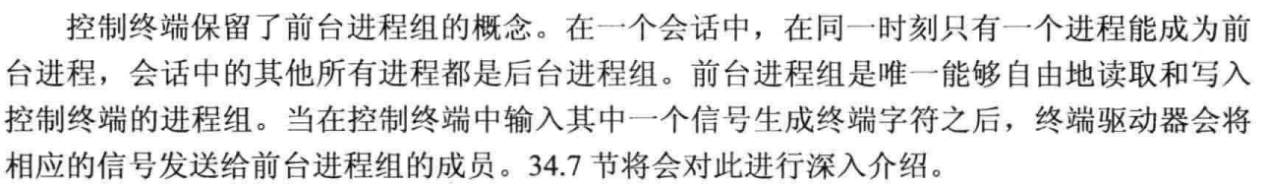 控制终端保留了前台进程组的概念。在一个会话中，在同一时刻只有一个进程能成为前
台进程，会话中的其他所有进程都是后台进程组。前台进程组是唯一能够自由地读取和写入
控制终端的进程组。当在控制终端中输入其中一个信号生成终端字符之后，终端驱动器会将
相应的信号发送给前台进程组的成员。34.7 节将会对此进行深入介绍。